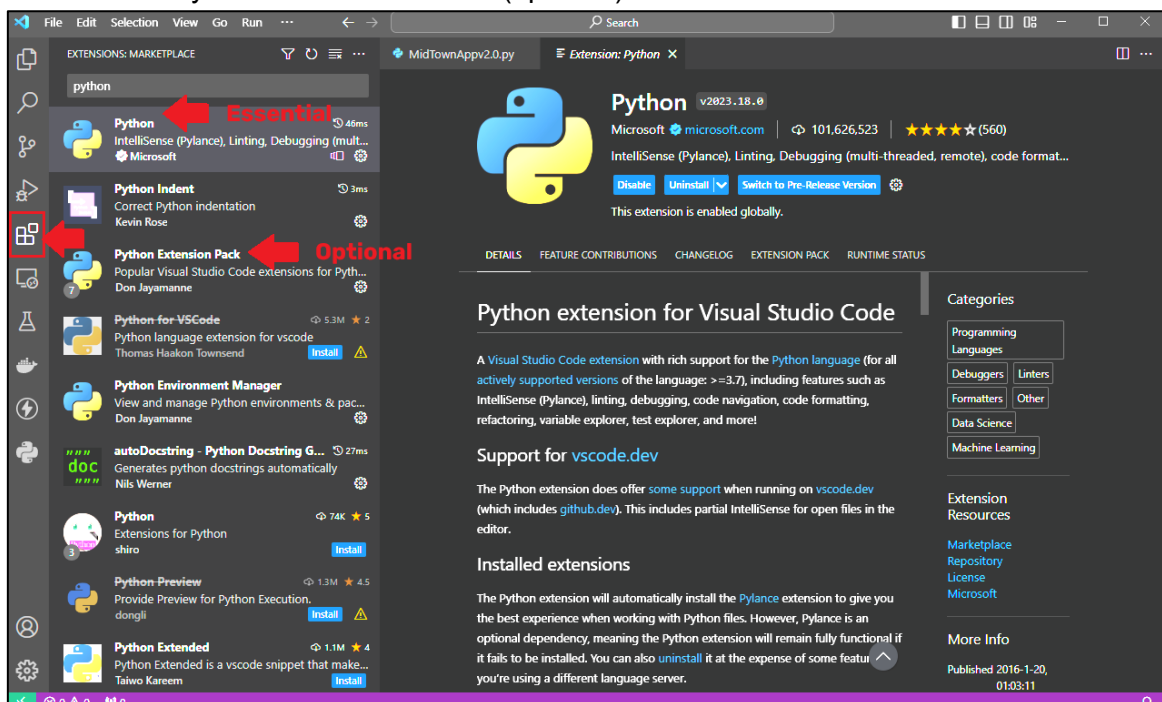 File Edit Selection View Go Run ··· Search
EXTENSIONS: MARKETPLACE
python
Python 46ms
Essential
IntelliSense (Pylance), Linting, Debugging (mult...
Microsoft
Python Indent 3ms
Correct Python indentation
Kevin Rose
Python Extension Pack
Optional
Popular Visual Studio Code extensions for Pyth...
7 Don Jayamanne
Python for VSCode 5.3M ★ 2
Python language extension for vscode
Thomas Haakon Townsend Install
Python Environment Manager
View and manage Python environments & pac...
Don Jayamanne
autoDocstring - Python Docstring G... 27ms
""" doc """
Generates python docstrings automatically
Nils Werner
Python 74K ★ 5
Extensions for Python
3 shiro Install
Python Preview 1.3M ★ 4.5
Provide Preview for Python Execution.
dongli Install
Python Extended 1.1M ★ 4
Python Extended is a vscode snippet that make...
Taiwo Kareem Install
MidTownAppv2.0.py Extension: Python
Python v2023.18.0
Microsoft microsoft.com 101,626,523 (560)
IntelliSense (Pylance), Linting, Debugging (multi-threaded, remote), code format...
Disable Uninstall Switch to Pre-Release Version
This extension is enabled globally.
DETAILS FEATURE CONTRIBUTIONS CHANGELOG EXTENSION PACK RUNTIME STATUS
Python extension for Visual Studio Code
A Visual Studio Code extension with rich support for the Python language (for all
actively supported versions of the language: >=3.7), including features such as
IntelliSense (Pylance), linting, debugging, code navigation, code formatting,
refactoring, variable explorer, test explorer, and more!
Support for vscode.dev
The Python extension does offer some support when running on vscode.dev
(which includes github.dev). This includes partial IntelliSense for open files in the
editor.
Installed extensions
The Python extension will automatically install the Pylance extension to give you
the best experience when working with Python files. However, Pylance is an
optional dependency, meaning the Python extension will remain fully functional if
it fails to be installed. You can also uninstall it at the expense of some featur
you're using a different language server.
Categories
Programming
Languages
Debuggers Linters
Formatters Other
Data Science
Machine Learning
Extension
Resources
Marketplace
Repository
License
Microsoft
More Info
Published 2016-1-20,
01:03:11